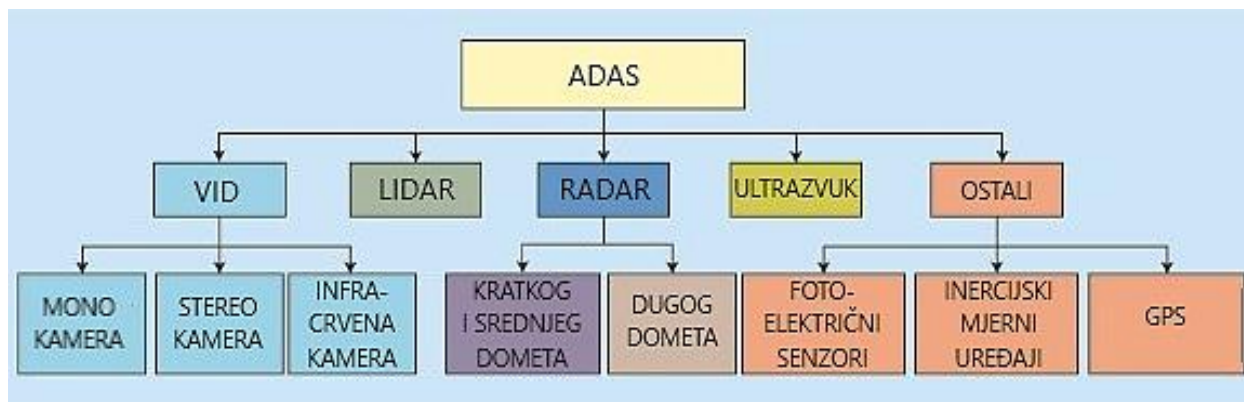 ADAS
VID
LIDAR
RADAR
ULTRAZVUK
OSTALI
MONO
KAMERA
STEREO
KAMERA
INFRA-
CRVENA
KAMERA
KRATKOG
I SREDNJEG
DOMETA
DUGOG
DOMETA
FOTO-
ELEKTRIČNI
SENZORI
INERCIJSKI
MJERNI
UREĐAJI
GPS